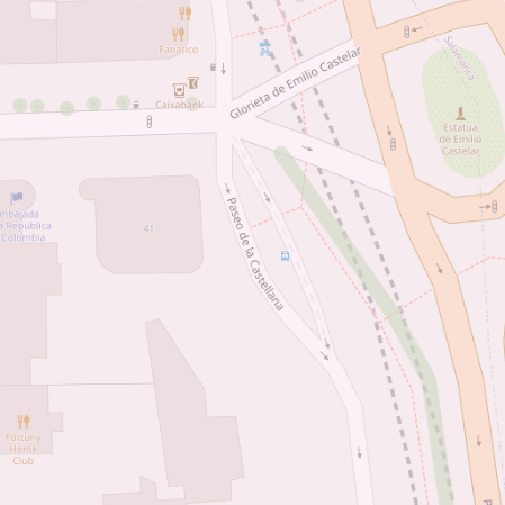 Fanático
Caixabank
Glorieta de Emilio Castelar
Salamanca
Estatua
de Emilio
Castelar
mbajada
a República
Colombia
41
Paseo de la Castellana
Fortuny
Home
Club